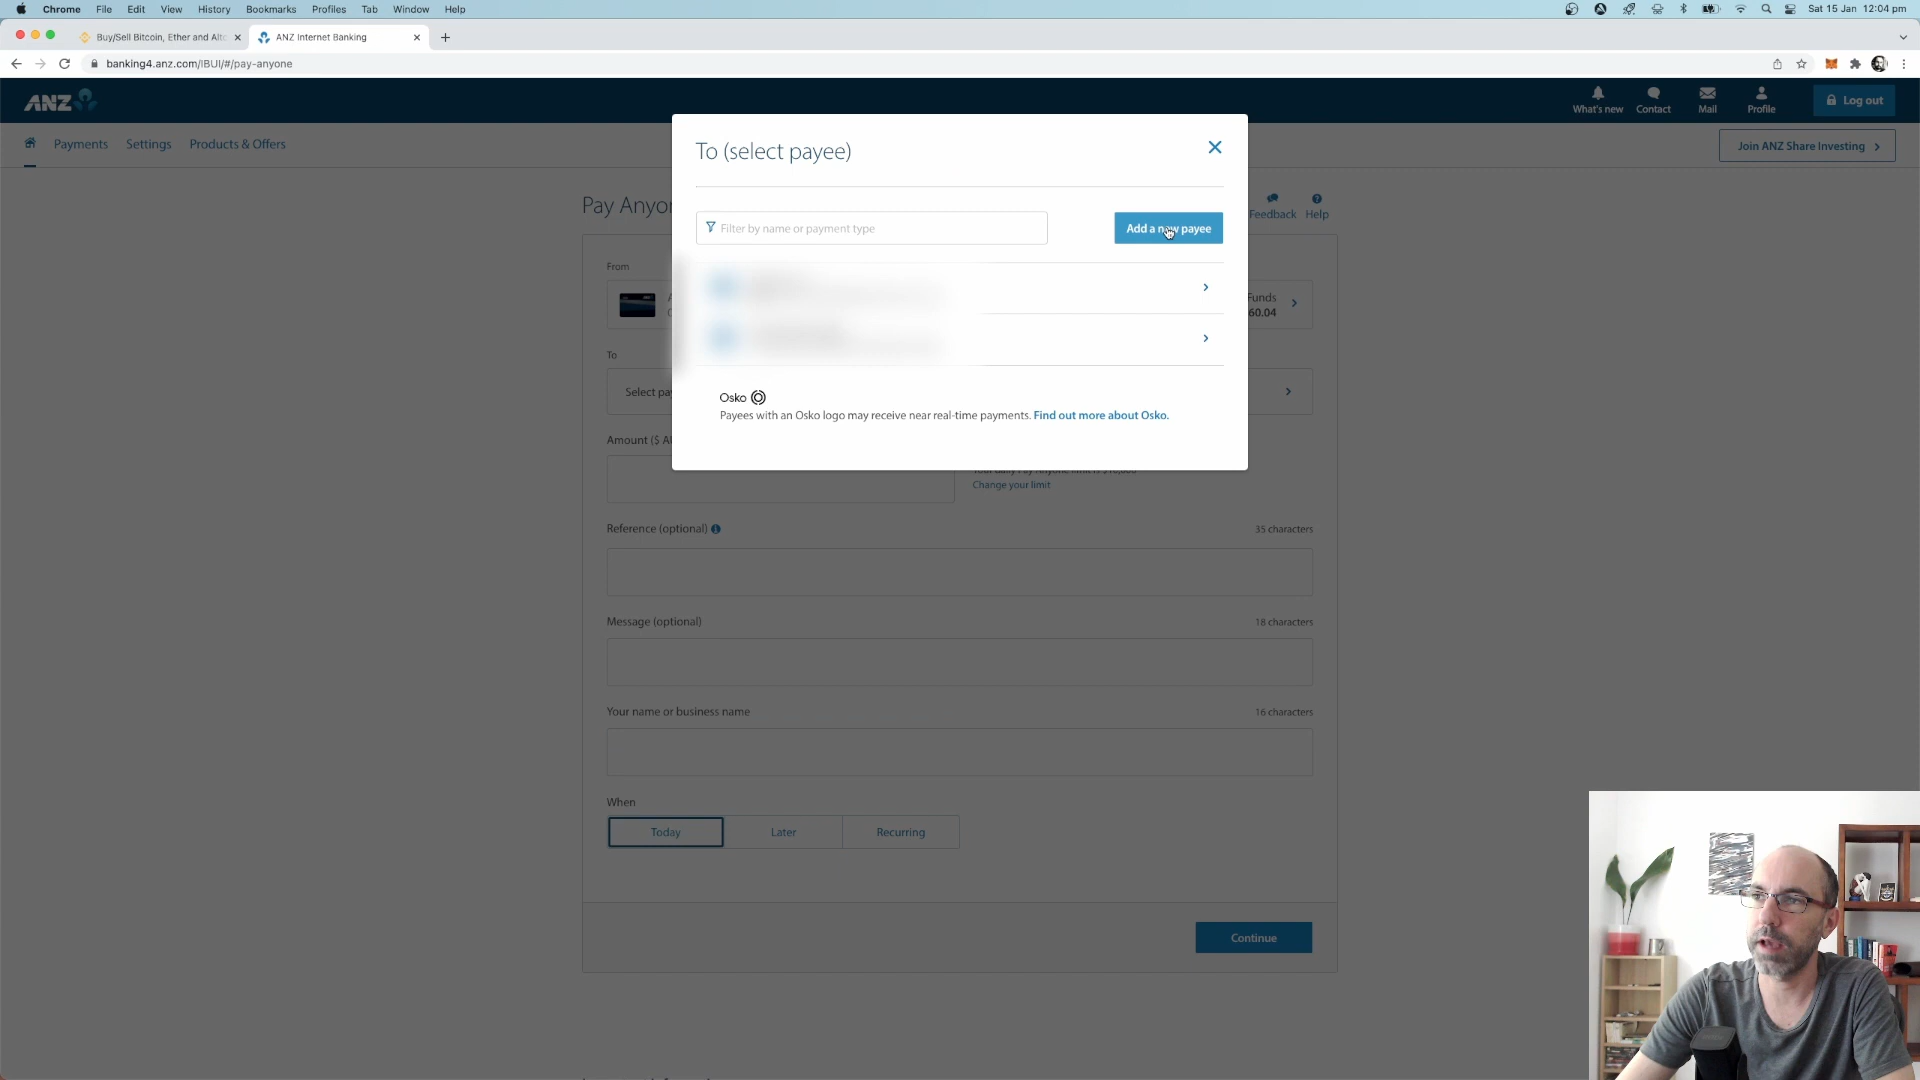 Chrome File Edit View History Bookmarks Profiles Tab Window Help
Sat 15 Jan 12:04 pm
Buy/Sell Bitcoin, Ether and Altc
ANZ Internet Banking
banking4.anz.com/IBUI/#/pay-anyone
ANZ
What's new
Contact
Mail
Profile
Log out
Payments
Settings
Products & Offers
Join ANZ Share Investing
To (select payee)
Pay Anyo
Feedback
Help
Filter by name or payment type
Add a new payee
From
Funds
60.04
To
Select pa
Osko
Payees with an Osko logo may receive near real-time payments. Find out more about Osko.
Amount ($ A
Change your limit
Reference (optional)
35 characters
Message (optional)
18 characters
Your name or business name
16 characters
When
Today
Later
Recurring
Continue